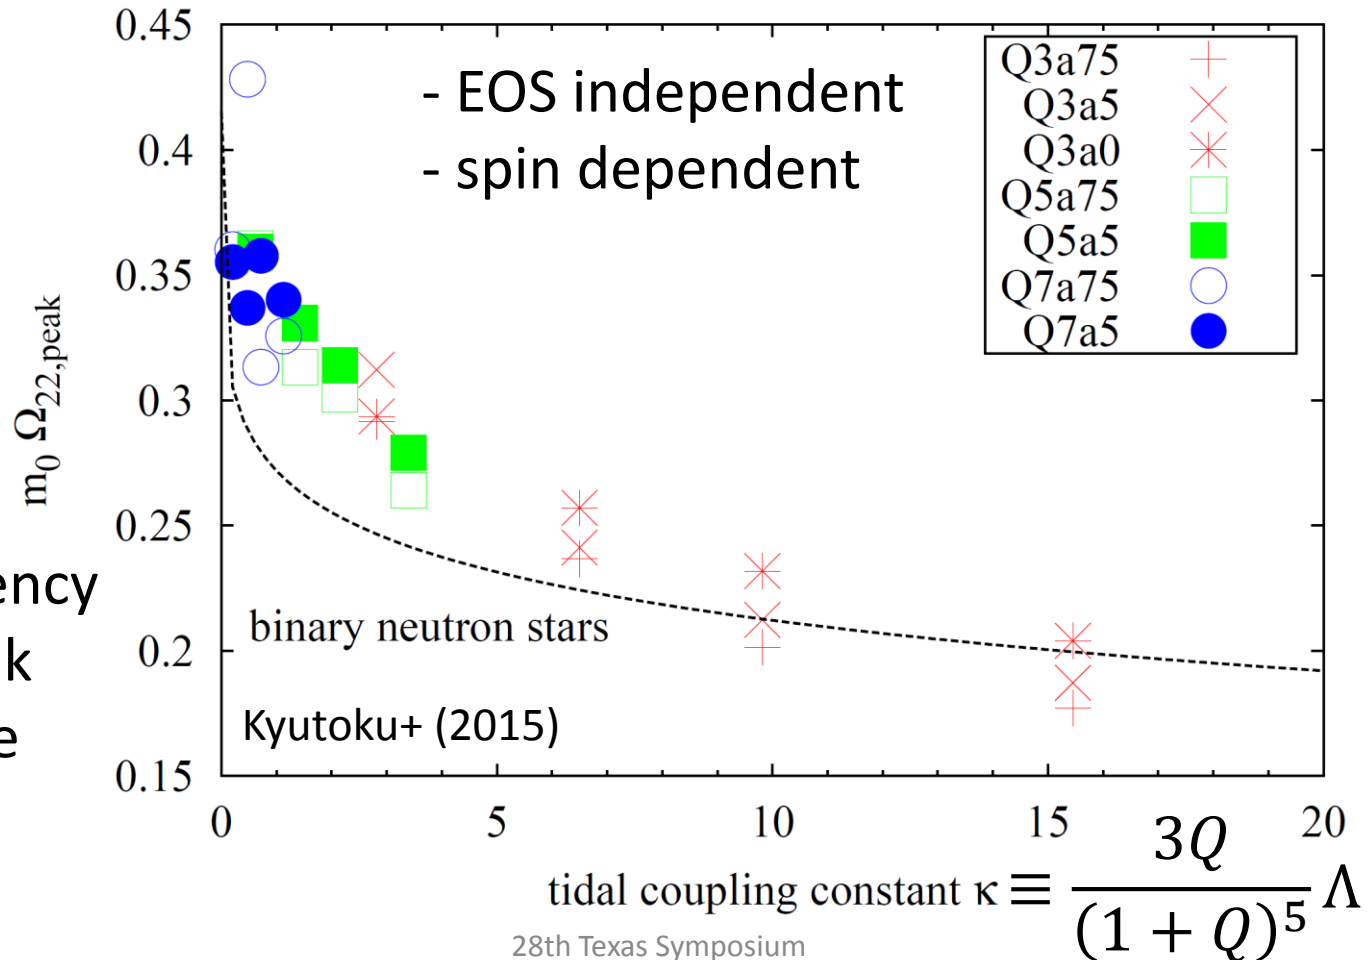 0.45
0.4
0.35
0.3
0.25
0.2
0.15
m₀ Ω₂₂,peak
- EOS independent
- spin dependent
Q3a75
Q3a5
Q3a0
Q5a75
Q5a5
Q7a75
Q7a5
binary neutron stars
Kyutoku+ (2015)
0 5 10 15 20
tidal coupling constant κ ≡ 3Q/(1 + Q)⁵ Λ
28th Texas Symposium